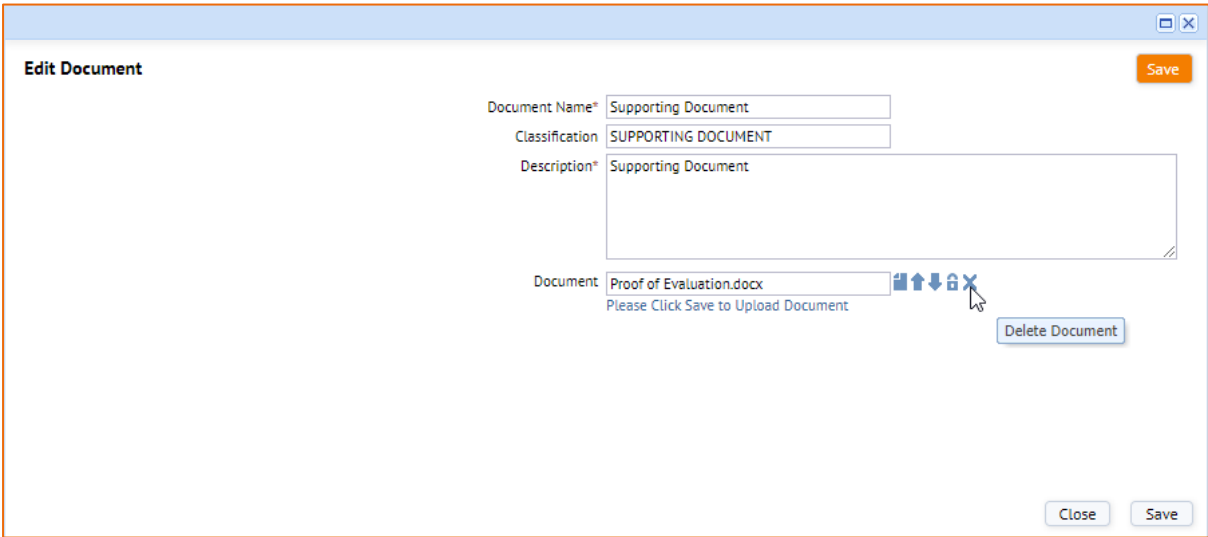 Edit Document
Save
Document Name* Supporting Document
Classification SUPPORTING DOCUMENT
Description* Supporting Document
Document Proof of Evaluation.docx
Please Click Save to Upload Document
Delete Document
Close Save